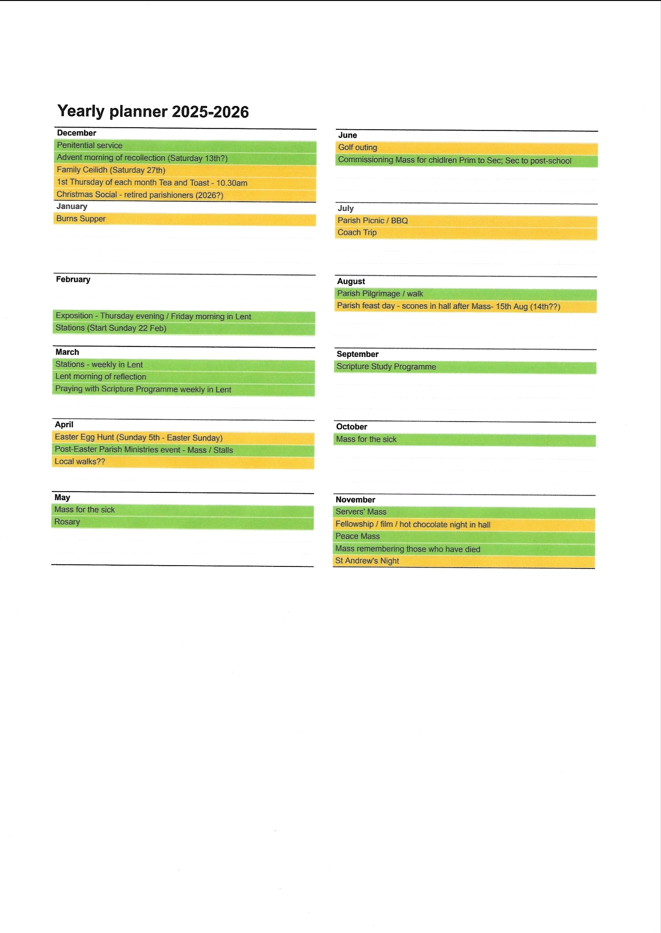 Yearly planner 2025-2026
December
Penitential service
Advent morning of recollection (Saturday 13th?)
Family Ceilidh (Saturday 27th)
1st Thursday of each month Tea and Toast - 10.30am
Christmas Social - retired parishioners (2026?)
January
Burns Supper
February
Exposition - Thursday evening / Friday morning in Lent
Stations (Start Sunday 22 Feb)
March
Stations - weekly in Lent
Lent morning of reflection
Praying with Scripture Programme weekly in Lent
April
Easter Egg Hunt (Sunday 5th - Easter Sunday)
Post-Easter Parish Ministries event - Mass / Stalls
Local walks??
May
Mass for the sick
Rosary
June
Golf outing
Commissioning Mass for chidlren Prim to Sec; Sec to post-school
July
Parish Picnic / BBQ
Coach Trip
August
Parish Pilgrimage / walk
Parish feast day - scones in hall after Mass- 15th Aug (14th??)
September
Scripture Study Programme
October
Mass for the sick
November
Servers' Mass
Fellowship / film / hot chocolate night in hall
Peace Mass
Mass remembering those who have died
St Andrew's Night